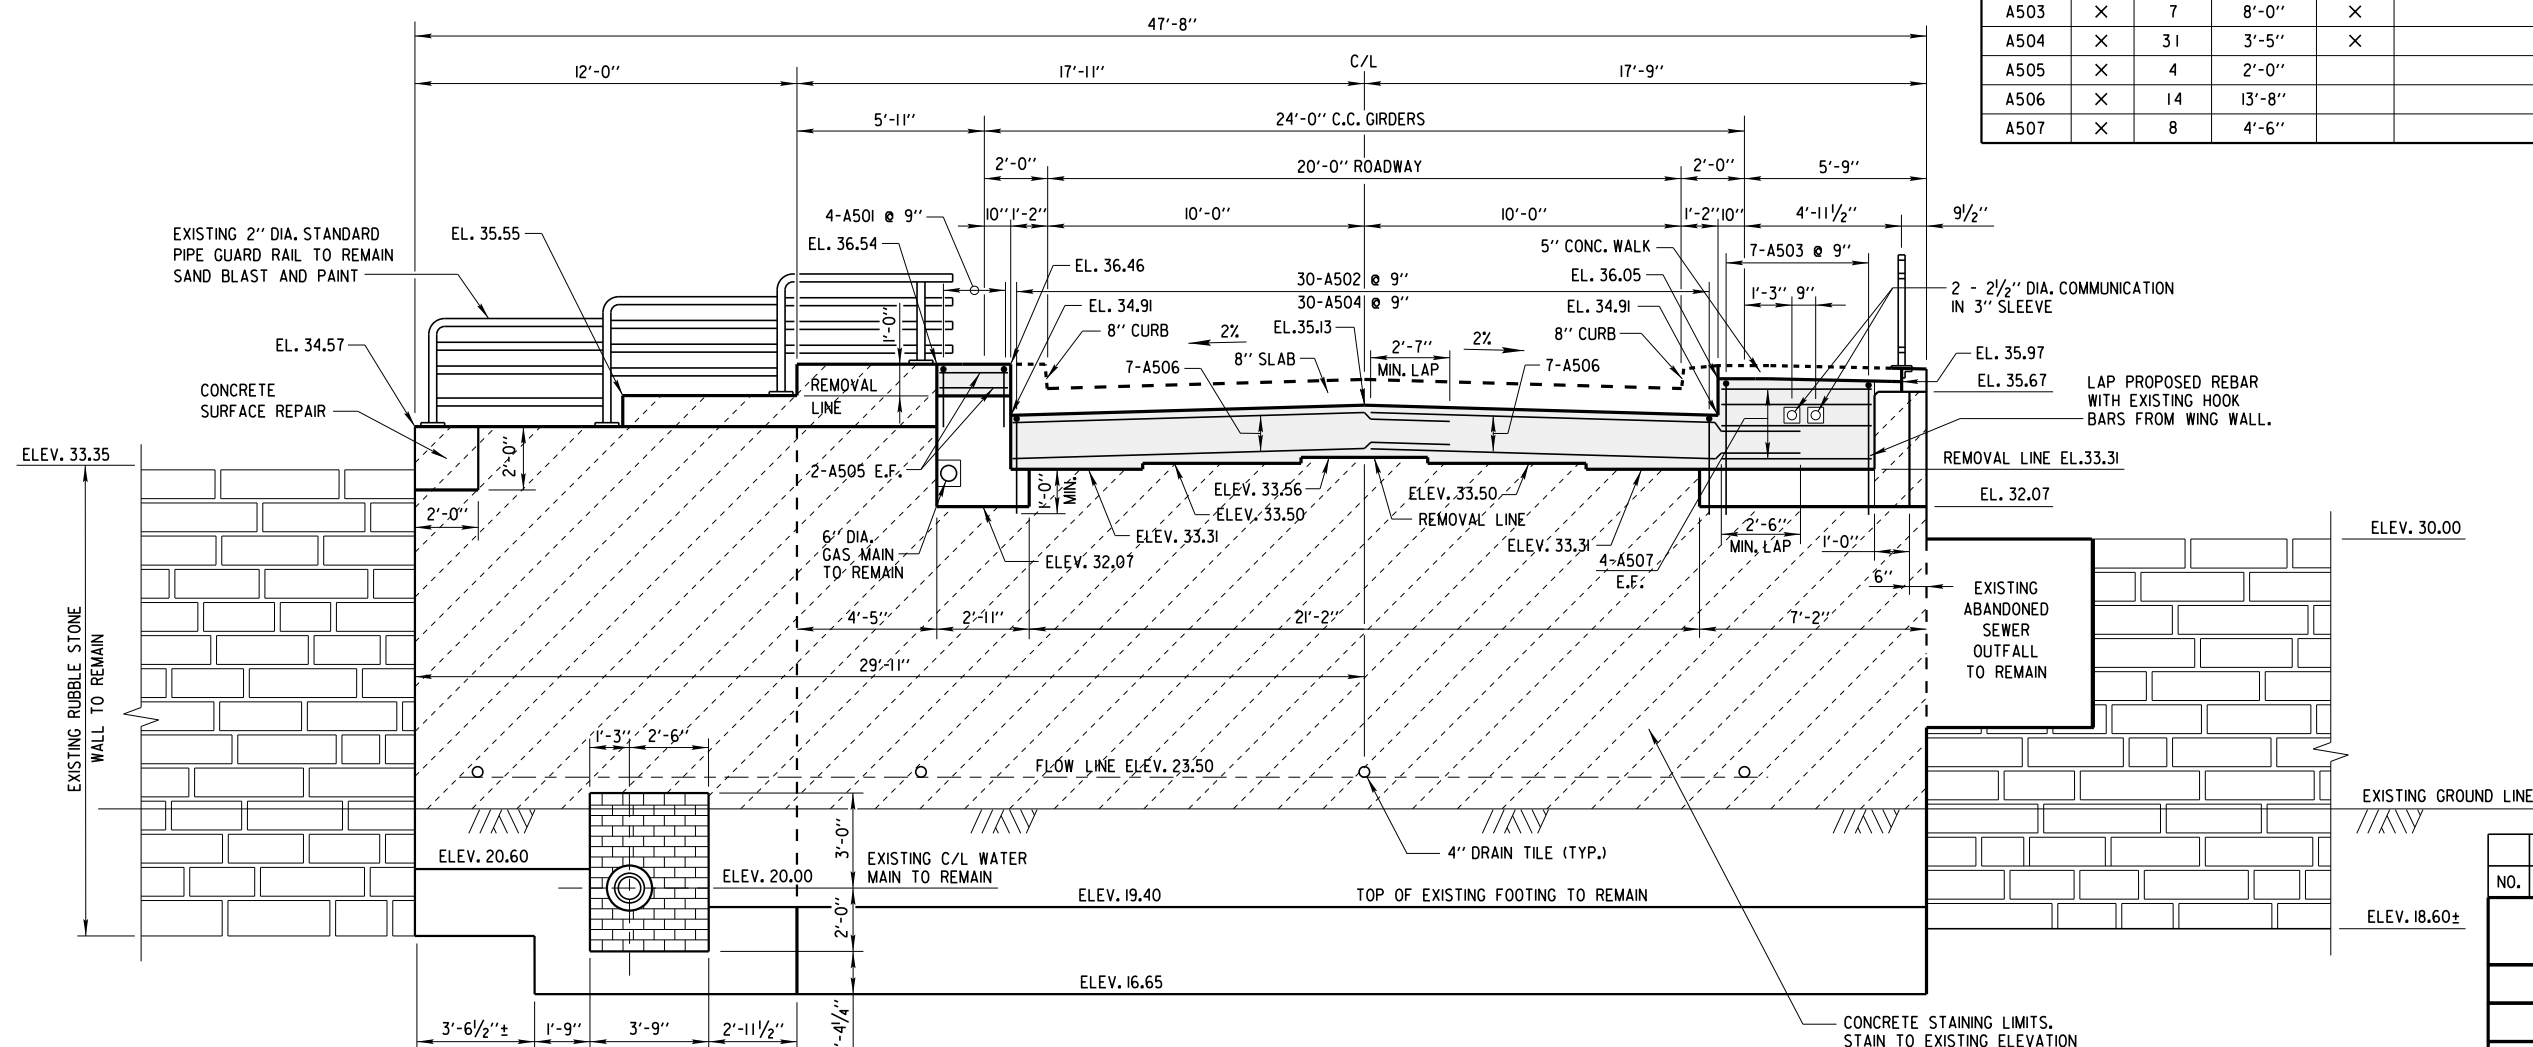 A503 X 7 8'-0" X
A504 X 31 3'-5" X
A505 X 4 2'-0"
A506 X 14 13'-8"
A507 X 8 4'-6"
47'-8"
12'-0"
17'-11"
C/L
17'-9"
5'-11"
24'-0" C.C. GIRDERS
2'-0"
20'-0" ROADWAY
2'-0"
5'-9"
4-A501 @ 9"
10"
1'-2"
10'-0"
10'-0"
1'-2"
10"
4'-11½"
9½"
EXISTING 2" DIA. STANDARD
PIPE GUARD RAIL TO REMAIN
SAND BLAST AND PAINT
EL. 35.55
EL. 36.54
EL. 36.46
5" CONC. WALK
7-A503 @ 9"
30-A502 @ 9"
EL. 36.05
30-A504 @ 9"
EL. 34.91
EL. 34.91
1'-3"
9"
2 - 2½" DIA. COMMUNICATION
IN 3" SLEEVE
1'-0"
8" CURB
2%
EL.35.13
2%
8" CURB
EL. 34.57
8" SLAB
2'-7"
MIN. LAP
7-A506
7-A506
EL. 35.97
EL. 35.67
CONCRETE
SURFACE REPAIR
REMOVAL
LINE
LAP PROPOSED REBAR
WITH EXISTING HOOK
BARS FROM WING WALL.
ELEV. 33.35
2'-0"
2-A505 E.F.
1'-0"
MIN.
ELEV. 33.56
ELEV. 33.50
ELEV. 33.50
REMOVAL LINE
REMOVAL LINE EL.33.31
EL. 32.07
2'-0"
6" DIA.
GAS MAIN
TO REMAIN
ELEV. 33.31
ELEV. 32.07
ELEV. 33.31
2'-6"
MIN. LAP
1'-0"
ELEV. 30.00
4-A507
E.F.
6"
EXISTING
ABANDONED
SEWER
OUTFALL
TO REMAIN
4'-5"
2'-11"
21'-2"
7'-2"
29'-11"
EXISTING RUBBLE STONE
WALL TO REMAIN
1'-3"
2'-6"
FLOW LINE ELEV. 23.50
EXISTING GROUND LINE
3'-0"
ELEV. 20.60
EXISTING C/L WATER
MAIN TO REMAIN
4" DRAIN TILE (TYP.)
ELEV. 20.00
ELEV. 19.40
TOP OF EXISTING FOOTING TO REMAIN
NO.
2'-0"
ELEV. 18.60±
ELEV. 16.65
3'-6½"±
1'-9"
3'-9"
2'-11½"
'-4¼"
CONCRETE STAINING LIMITS.
STAIN TO EXISTING ELEVATION